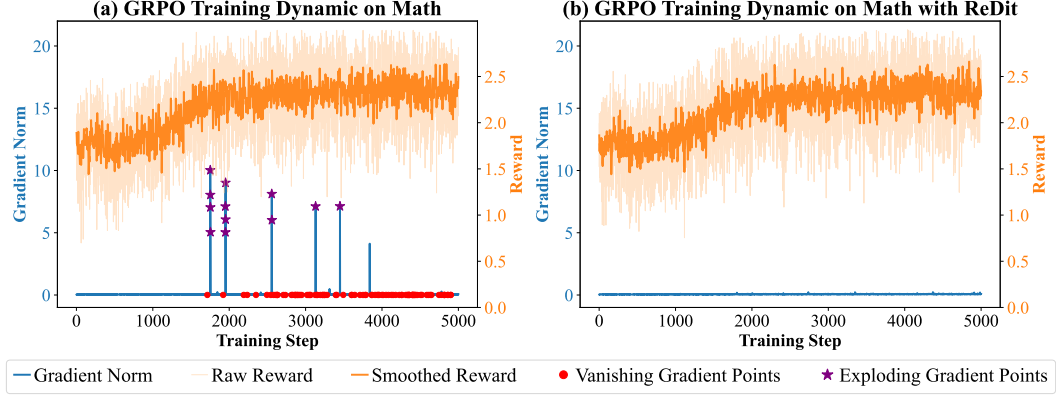 (a) GRPO Training Dynamic on Math
20
15
10
5
0
Gradient Norm
2.5
2.0
1.5
1.0
0.5
0.0
Reward
0 1000 2000 3000 4000 5000
Training Step
(b) GRPO Training Dynamic on Math with ReDit
20
15
10
5
0
Gradient Norm
2.5
2.0
1.5
1.0
0.5
0.0
Reward
0 1000 2000 3000 4000 5000
Training Step
Gradient Norm Raw Reward Smoothed Reward Vanishing Gradient Points Exploding Gradient Points